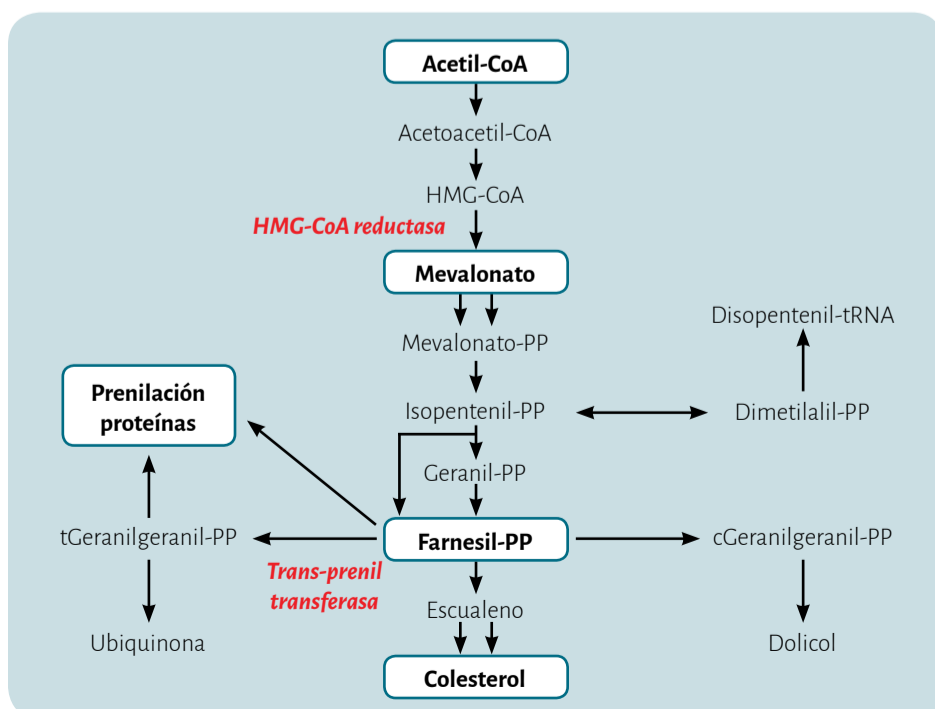 Acetil-CoA
Acetoacetil-CoA
HMG-CoA
HMG-CoA reductasa
Mevalonato
Disopentenil-tRNA
Mevalonato-PP
Prenilación
proteínas
Isopentenil-PP
Dimetilalil-PP
Geranil-PP
tGeranilgeranil-PP
Farnesil-PP
cGeranilgeranil-PP
Trans-prenil
transferasa
Escualeno
Ubiquinona
Dolicol
Colesterol